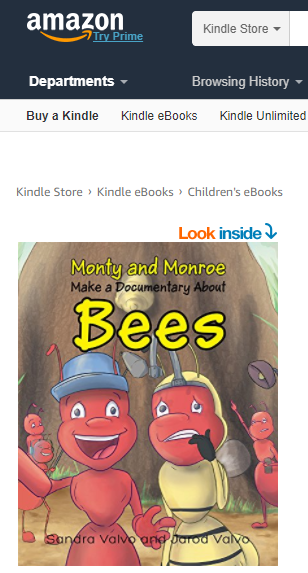 amazon
Try Prime
Kindle Store
Departments
Browsing History
Buy a Kindle Kindle eBooks Kindle Unlimited
Kindle Store › Kindle eBooks › Children's eBooks
Look inside
Monty and Monroe
Make a Documentary About
Bees
Sandra Valvo and Jarod Valvo